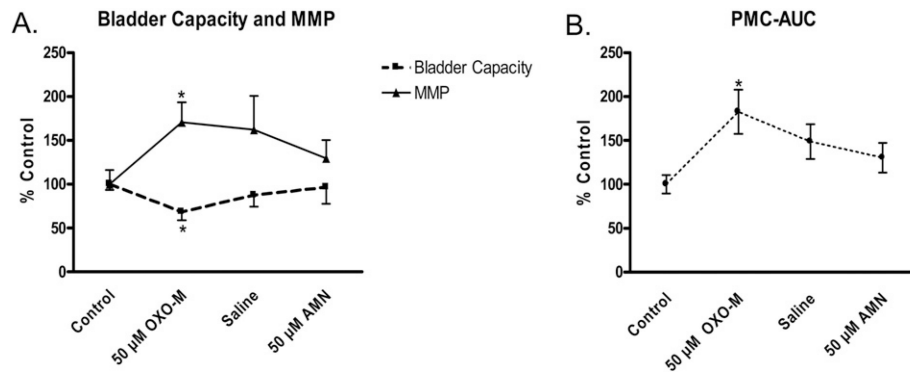 A.
Bladder Capacity and MMP
% Control
250
200
150
100
50
0
*
*
Control
50 µM OXO-M
Saline
50 µM AMN
Bladder Capacity
MMP
B.
PMC-AUC
% Control
250
200
150
100
50
0
*
Control
50 µM OXO-M
Saline
50 µM AMN